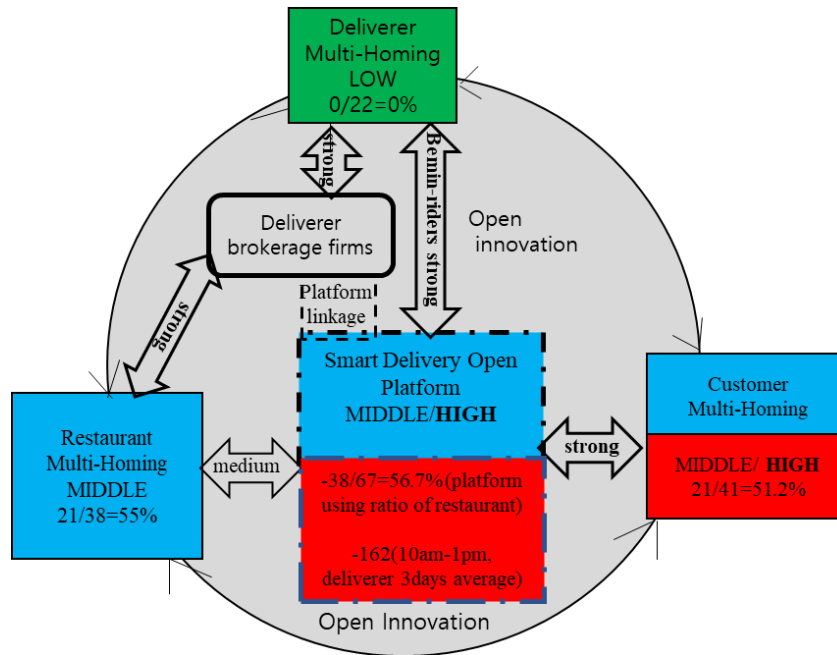 Deliverer
Multi-Homing
LOW
0/22=0%
strong
Bemin-riders strong
Deliverer
brokerage firms
Open
innovation
strong
Platform
linkage
Smart Delivery Open
Platform
MIDDLE/HIGH
Customer
Multi-Homing
Restaurant
Multi-Homing
MIDDLE
21/38=55%
medium
strong
MIDDLE/ HIGH
21/41=51.2%
-38/67=56.7%(platform
using ratio of restaurant)
-162(10am-1pm,
deliverer 3days average)
Open Innovation